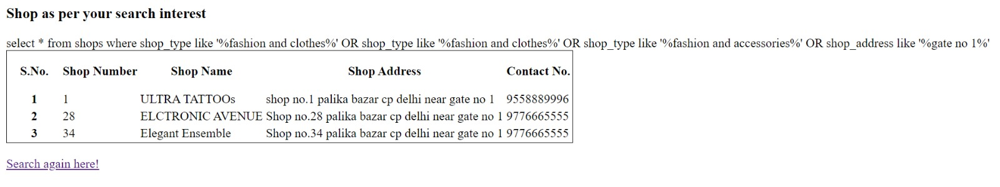 Shop as per your search interest
select * from shops where shop_type like '%fashion and clothes%' OR shop_type like '%fashion and clothes%' OR shop_type like '%fashion and accessories%' OR shop_address like '%gate no 1%'
S.No. Shop Number Shop Name Shop Address Contact No.
1 1 ULTRA TATTOOs shop no.1 palika bazar cp delhi near gate no 1 9558889996
2 28 ELCTRONIC AVENUE Shop no.28 palika bazar cp delhi near gate no 1 9776665555
3 34 Elegant Ensemble Shop no.34 palika bazar cp delhi near gate no 1 9776665555
Search again here!